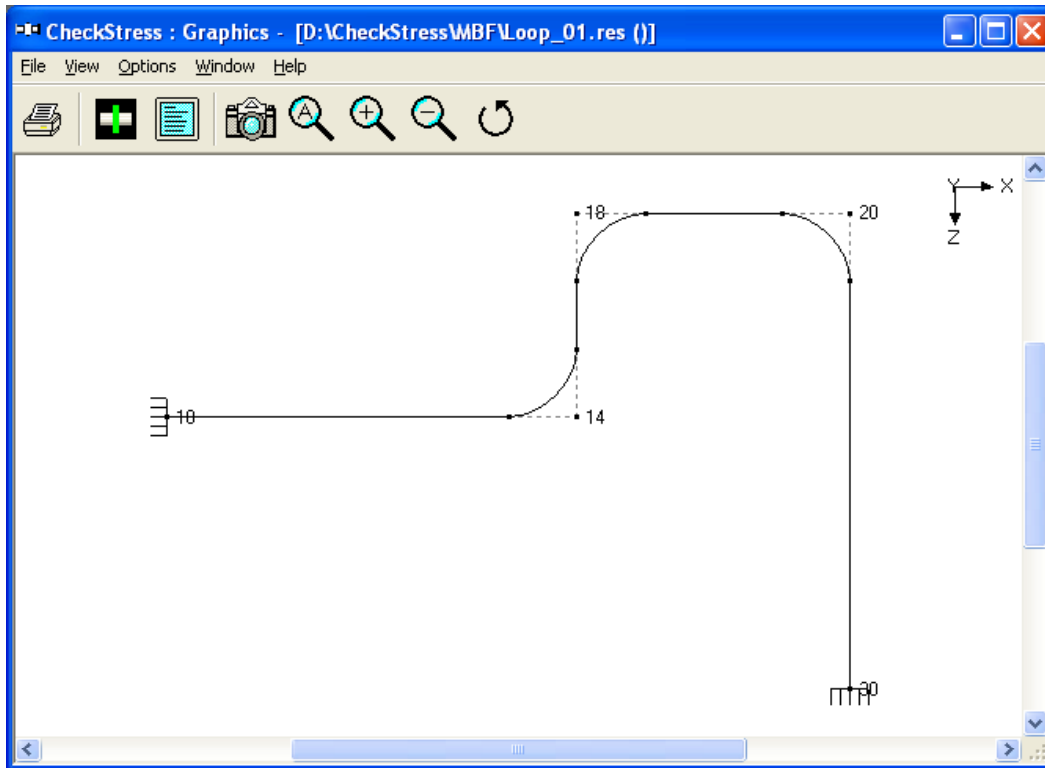 CheckStress : Graphics - [D:\CheckStress\MBF\Loop_01.res ()]
File View Options Window Help
A
Y X
Z
18 20
10 14
30